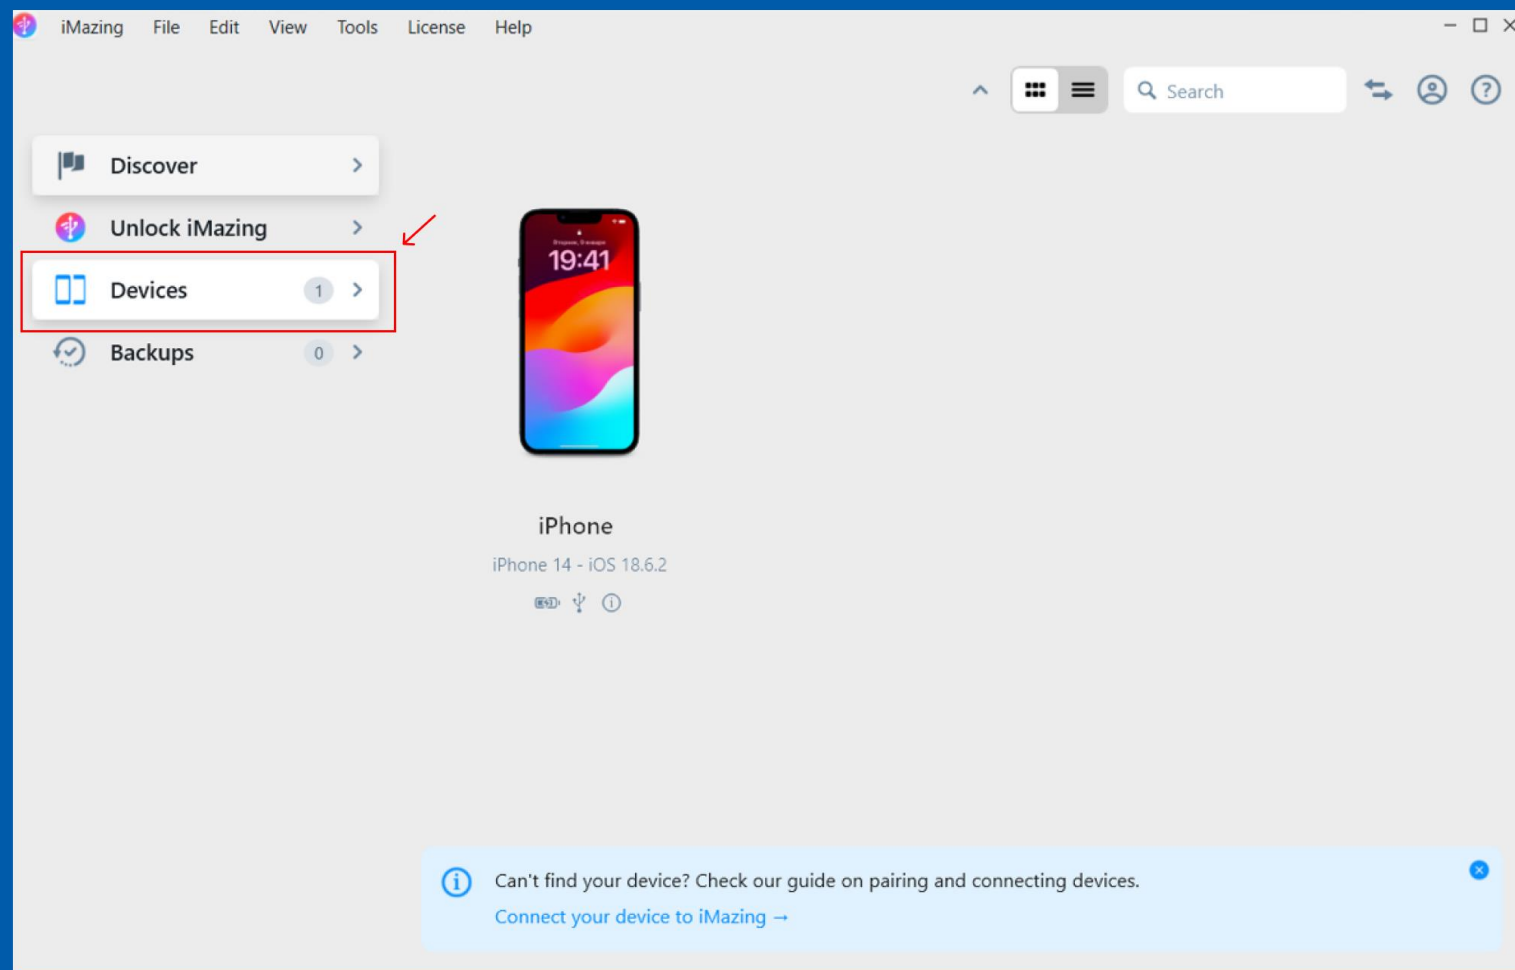 iMazing File Edit View Tools License Help
Search
Discover
Unlock iMazing
Devices 1
Backups 0
19:41
iPhone
iPhone 14 - iOS 18.6.2
Can't find your device? Check our guide on pairing and connecting devices.
Connect your device to iMazing →